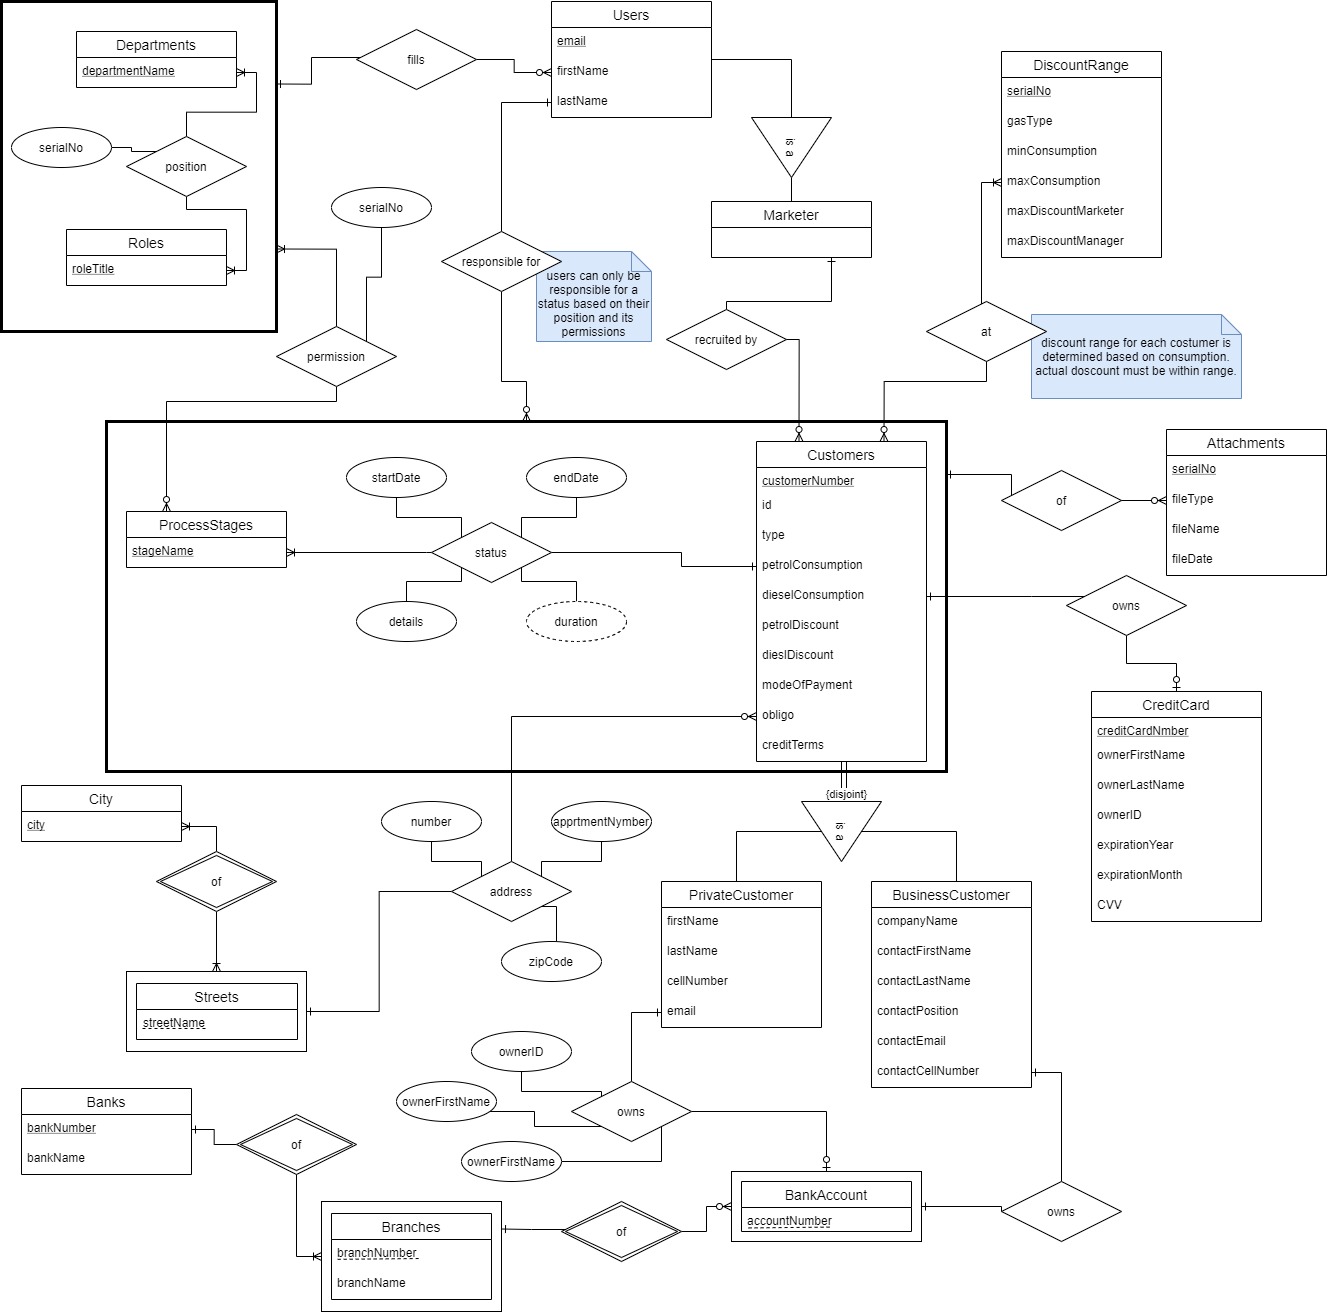 Departments
departmentName
serialNo
position
Roles
roleTitle
fills
Users
email
firstName
lastName
is a
Marketer
DiscountRange
serialNo
gasType
minConsumption
maxConsumption
maxDiscountMarketer
maxDiscountManager
serialNo
permission
responsible for
users can only be
responsible for a
status based on their
position and its
permissions
recruited by
at
discount range for each costumer is
determined based on consumption.
actual doscount must be within range.
ProcessStages
stageName
startDate
endDate
status
details
duration
Customers
customerNumber
id
type
petrolConsumption
dieselConsumption
petrolDiscount
dieslDiscount
modeOfPayment
obligo
creditTerms
of
Attachments
serialNo
fileType
fileName
fileDate
owns
CreditCard
creditCardNmber
ownerFirstName
ownerLastName
ownerID
expirationYear
expirationMonth
CVV
City
city
of
Streets
streetName
number
apprtmentNymber
address
zipCode
{disjoint}
is a
PrivateCustomer
firstName
lastName
cellNumber
email
BusinessCustomer
companyName
contactFirstName
contactLastName
contactPosition
contactEmail
contactCellNumber
ownerID
ownerFirstName
ownerFirstName
owns
Banks
bankNumber
bankName
of
Branches
branchNumber
branchName
of
BankAccount
accountNumber
owns